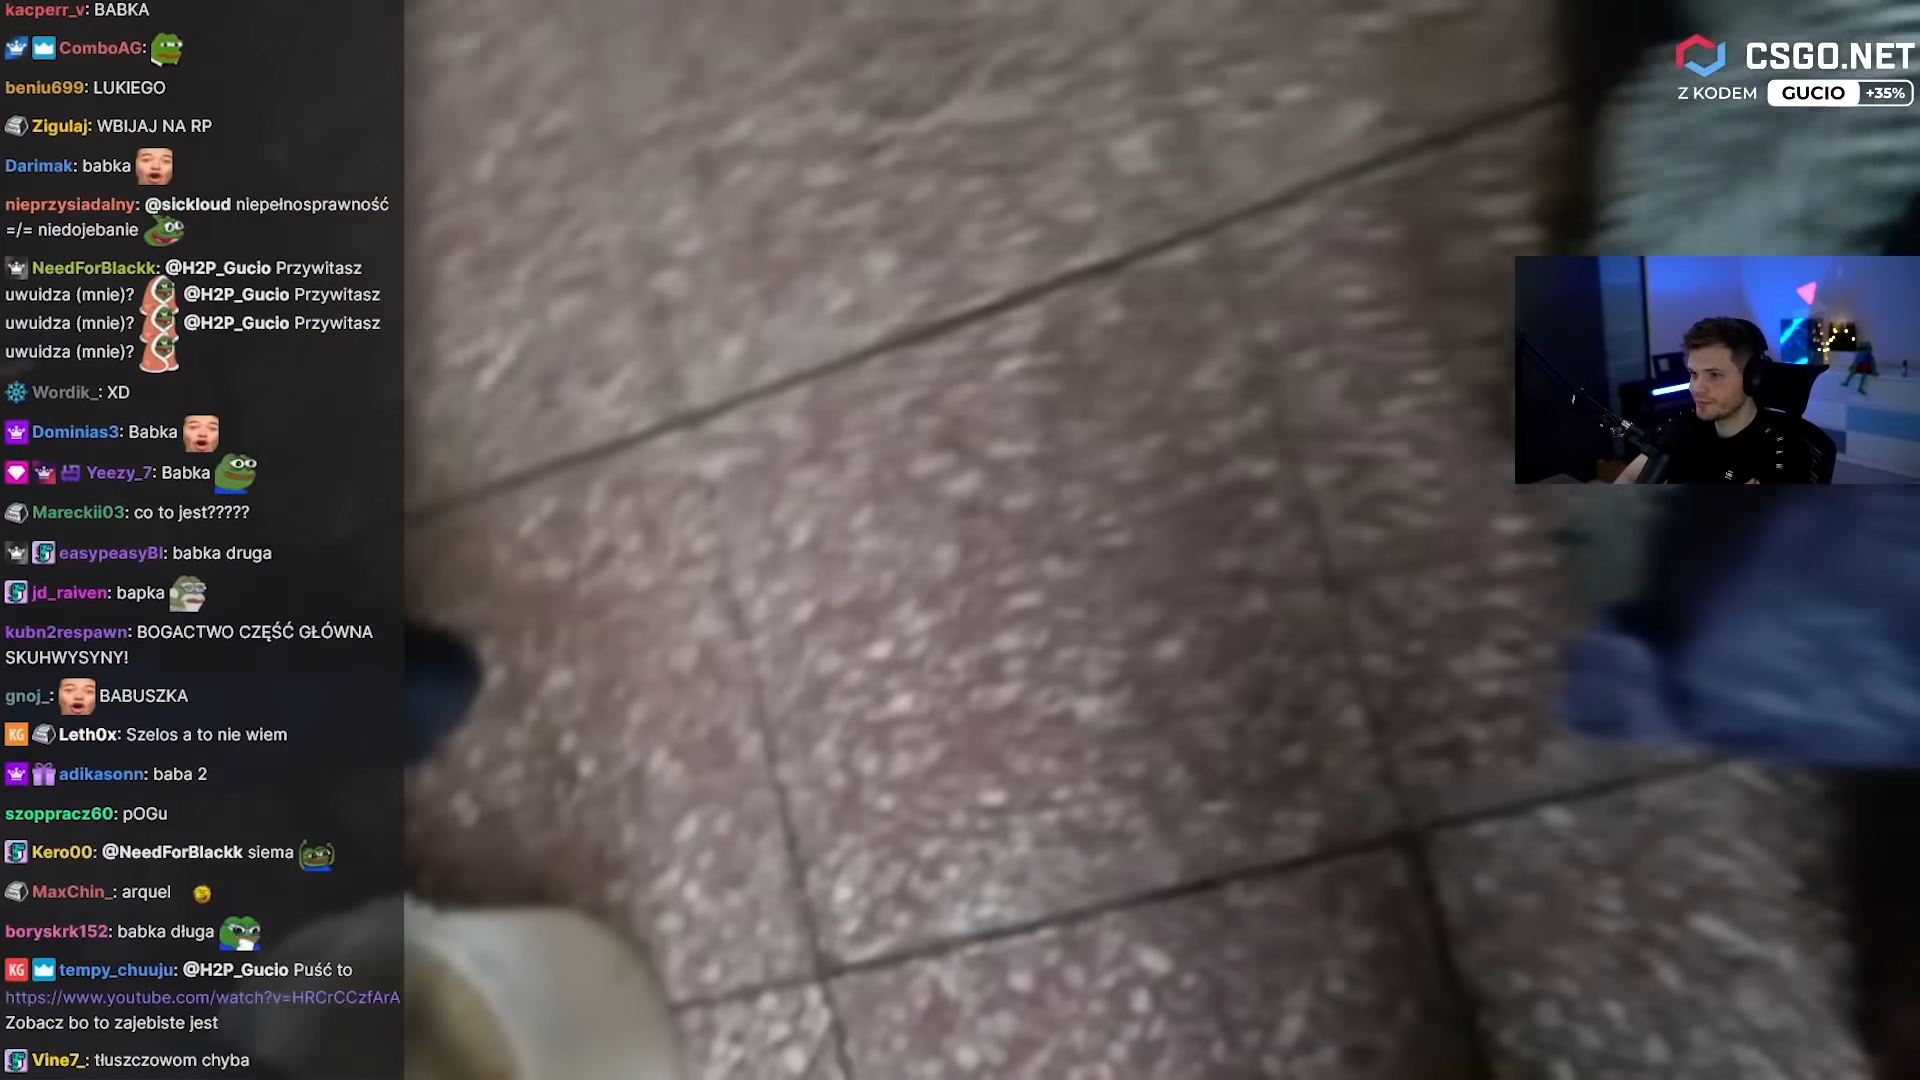 kacperr_v: BABKA
ComboAG:
beniu699: LUKIEGO
Zigulaj: WBIJAJ NA RP
Darimak: babka
nieprzysiadalny: @sickloud niepełnosprawność
=/= niedojebanie
NeedForBlackk: @H2P_Gucio Przywitasz
uwuidza (mnie)? @H2P_Gucio Przywitasz
uwuidza (mnie)? @H2P_Gucio Przywitasz
uwuidza (mnie)?
Wordik_: XD
Dominias3: Babka
Yeezy_7: Babka
Mareckii03: co to jest?????
easypeasyBl: babka druga
jd_raiven: bapka
kubn2respawn: BOGACTWO CZĘŚĆ GŁÓWNA
SKUHWYSYNY!
gnoj_: BABUSZKA
KG Leth0x: Szelos a to nie wiem
adikasonn: baba 2
szoppracz60: pOGu
Kero00: @NeedForBlackk siema
MaxChin_: arquel
boryskrk152: babka długa
KG tempy_chuuju: @H2P_Gucio Puść to
https://www.youtube.com/watch?v=HRCrCCzfArA
Zobacz bo to zajebiste jest
Vine7_: tłuszczowom chyba
CSGO.NET
Z KODEM GUCIO +35%